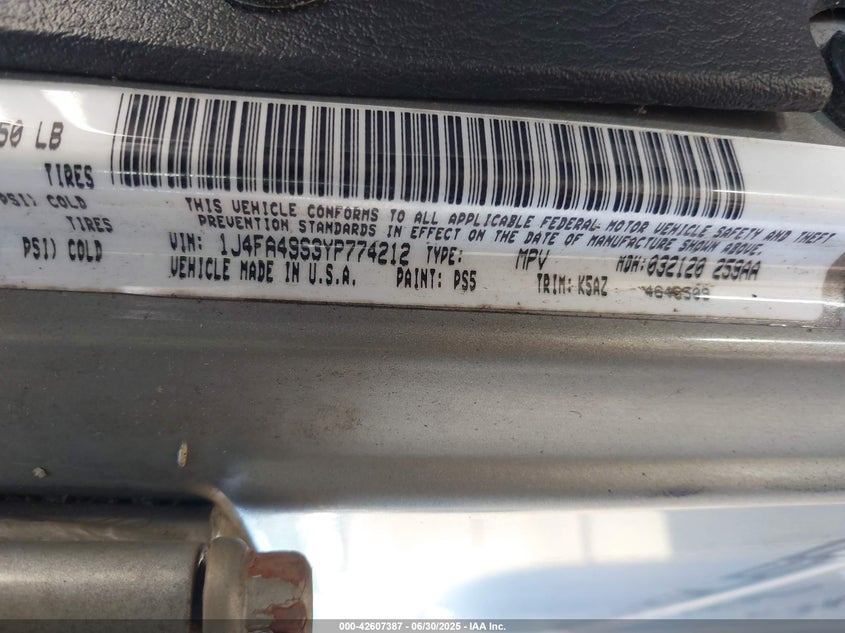 50 LB
TIRES
PSI) COLD
TIRES
PSI) COLD
THIS VEHICLE CONFORMS TO ALL APPLICABLE FEDERAL MOTOR VEHICLE SAFETY AND THEFT
PREVENTION STANDARDS IN EFFECT ON THE DATE OF MANUFACTURE SHOWN ABOVE.
VIN: 1J4FA49S3YP774212 TYPE: MPV MDH: 032120 259AA
VEHICLE MADE IN U.S.A. PAINT: PS5 TRIM: K5AZ
000-42607387 - 06/30/2025 - IAA Inc.